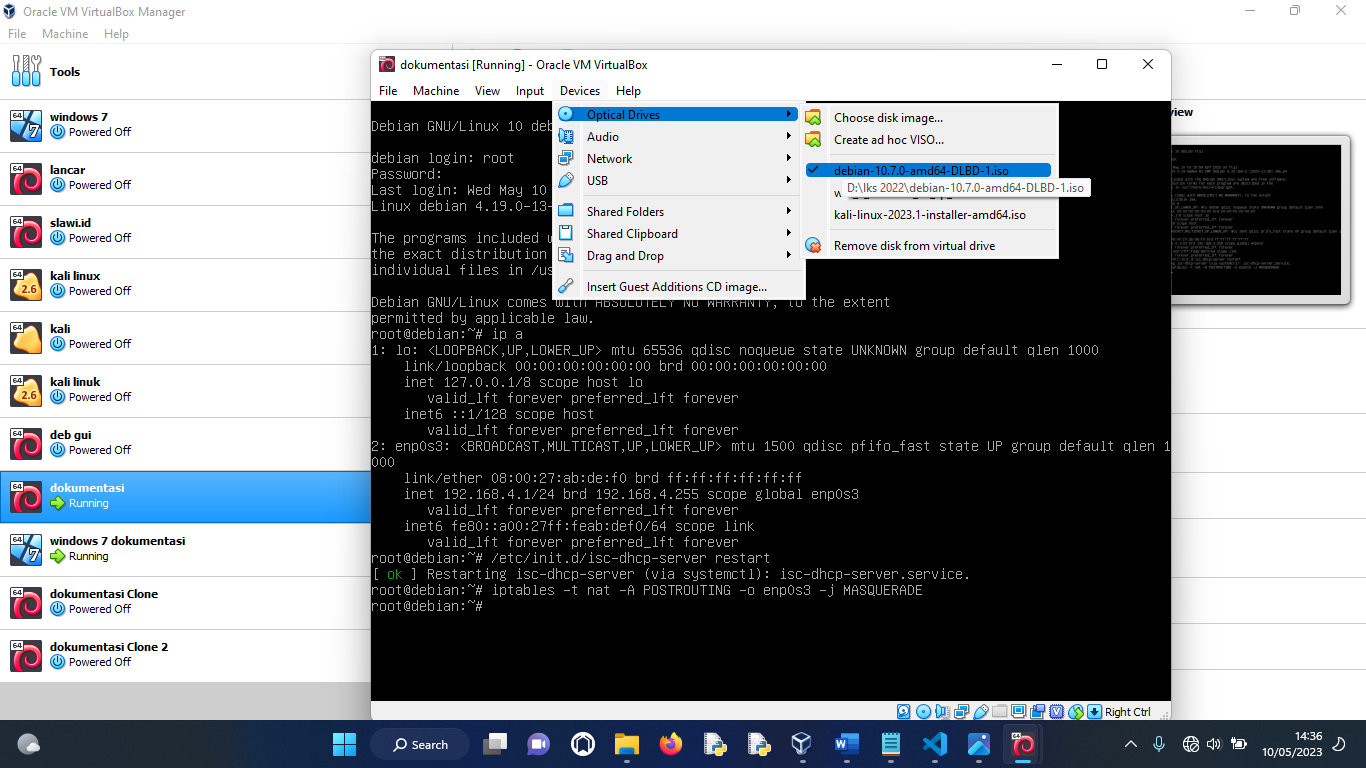 Oracle VM VirtualBox Manager
File Machine Help
Tools
windows 7
Powered Off
lancar
Powered Off
slawi.id
Powered Off
kali linux
Powered Off
kali
Powered Off
kali linuk
Powered Off
deb gui
Powered Off
dokumentasi
Running
windows 7 dokumentasi
Running
dokumentasi Clone
Powered Off
dokumentasi Clone 2
Powered Off
dokumentasi [Running] - Oracle VM VirtualBox
File Machine View Input Devices Help
Optical Drives
Audio
Network
USB
Shared Folders
Shared Clipboard
Drag and Drop
Insert Guest Additions CD image...
Choose disk image...
Create ad hoc VISO...
debian-10.7.0-amd64-DLBD-1.iso
D:\lks 2022\debian-10.7.0-amd64-DLBD-1.iso
kali-linux-2023.1-installer-amd64.iso
Remove disk from virtual drive
Debian GNU/Linux 10 deb
debian login: root
Password:
Last login: Wed May 10
Linux debian 4.19.0-13-
The programs included w
the exact distribution
individual files in /us
Debian GNU/Linux comes with ABSOLUTELY NO WARRANTY, to the extent
permitted by applicable law.
root@debian:~# ip a
1: lo: <LOOPBACK,UP,LOWER_UP> mtu 65536 qdisc noqueue state UNKNOWN group default qlen 1000
link/loopback 00:00:00:00:00:00 brd 00:00:00:00:00:00
inet 127.0.0.1/8 scope host lo
valid_lft forever preferred_lft forever
inet6 ::1/128 scope host
valid_lft forever preferred_lft forever
2: enp0s3: <BROADCAST,MULTICAST,UP,LOWER_UP> mtu 1500 qdisc pfifo_fast state UP group default qlen 1
000
link/ether 08:00:27:ab:de:f0 brd ff:ff:ff:ff:ff:ff
inet 192.168.4.1/24 brd 192.168.4.255 scope global enp0s3
valid_lft forever preferred_lft forever
inet6 fe80::a00:27ff:feab:def0/64 scope link
valid_lft forever preferred_lft forever
root@debian:~# /etc/init.d/isc-dhcp-server restart
[ ok ] Restarting isc-dhcp-server (via systemctl): isc-dhcp-server.service.
root@debian:~# iptables -t nat -A POSTROUTING -o enp0s3 -j MASQUERADE
root@debian:~#
Right Ctrl
view
Search
14:36
10/05/2023